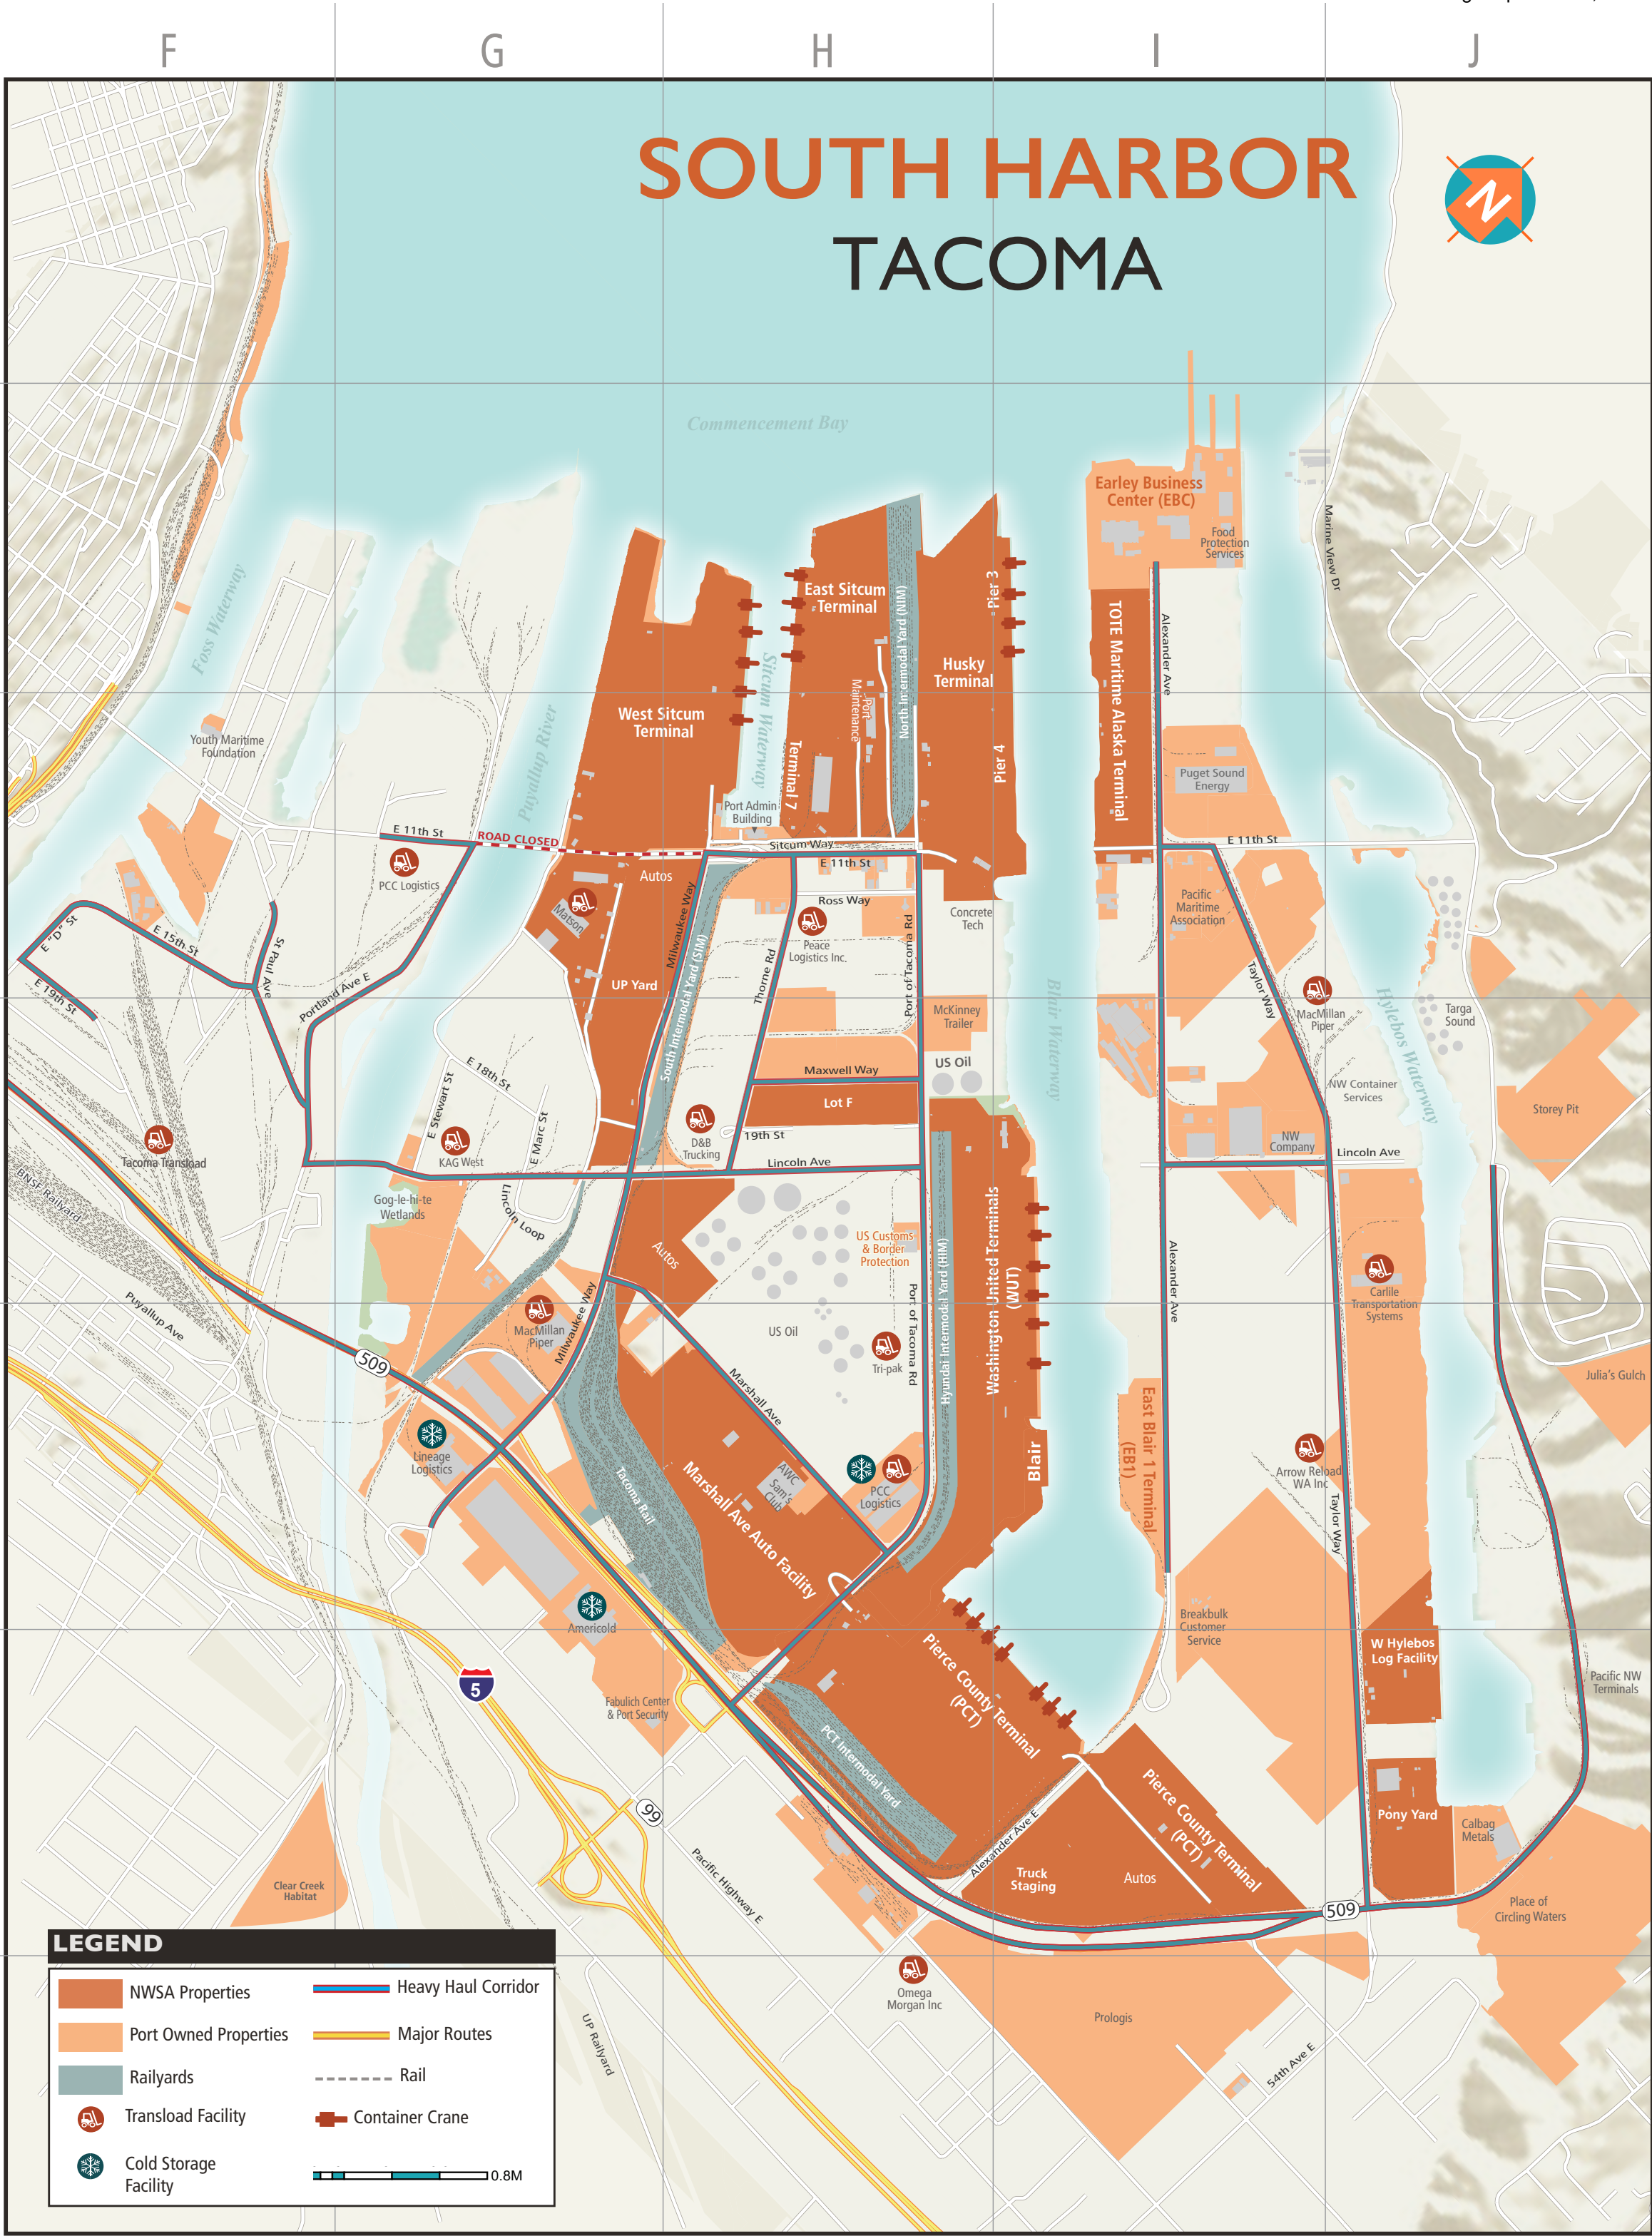 F
G
H
I
J
SOUTH HARBOR
TACOMA
N
Commencement Bay
Foss Waterway
Puyallup River
Sitcum Waterway
Blair Waterway
Hylebos Waterway
Earley Business
Center (EBC)
Food
Protection
Services
Marine View Dr
East Sitcum
Terminal
North Intermodal Yard (NIM)
Pier 3
Husky
Terminal
Pier 4
TOTE Maritime Alaska Terminal
Alexander Ave
West Sitcum
Terminal
Port
Maintenance
Terminal 7
Youth Maritime
Foundation
Puget Sound
Energy
Port Admin
Building
E 11th St
ROAD CLOSED
Sitcum Way
E 11th St
E 11th St
PCC Logistics
Autos
Matson
Milwaukee Way
South Intermodal Yard (SIM)
UP Yard
Ross Way
Peace
Logistics Inc.
Thorne Rd
Port of Tacoma Rd
Concrete
Tech
Pacific
Maritime
Association
Taylor Way
MacMillan
Piper
Targa
Sound
E "D" St
E 15th St
E 19th St
St Paul Ave
Portland Ave E
McKinney
Trailer
US Oil
Maxwell Way
Lot F
19th St
Lincoln Ave
E 18th St
E Stewart St
E Marc St
KAG West
D&B
Trucking
NW Container
Services
NW
Company
Lincoln Ave
Storey Pit
Tacoma Transload
BNSF Railyard
Gog-le-hi-te
Wetlands
Lincoln Loop
Autos
US Customs
& Border
Protection
Port of Tacoma Rd
Hyundai Intermodal Yard (HIM)
Washington United Terminals
(WUT)
Alexander Ave
Carlile
Transportation
Systems
Puyallup Ave
509
MacMillan
Piper
Milwaukee Way
US Oil
Tri-pak
Marshall Ave
Julia's Gulch
Lineage
Logistics
Tacoma Rail
Marshall Ave Auto Facility
AWC
Sam's
Club
PCC
Logistics
Blair
East Blair 1 Terminal
(EB1)
Arrow Reload
WA Inc
Taylor Way
Americold
Breakbulk
Customer
Service
W Hylebos
Log Facility
Pacific NW
Terminals
5
Fabulich Center
& Port Security
Pierce County Terminal
(PCT)
PCT Intermodal Yard
Pierce County Terminal
(PCT)
Pony Yard
Calbag
Metals
99
Pacific Highway E
Alexander Ave E
Truck
Staging
Autos
509
Place of
Circling Waters
Clear Creek
Habitat
Omega
Morgan Inc
Prologis
54th Ave E
UP Railyard
LEGEND
NWSA Properties
Heavy Haul Corridor
Port Owned Properties
Major Routes
Railyards
Rail
Transload Facility
Container Crane
Cold Storage
Facility
0.8M